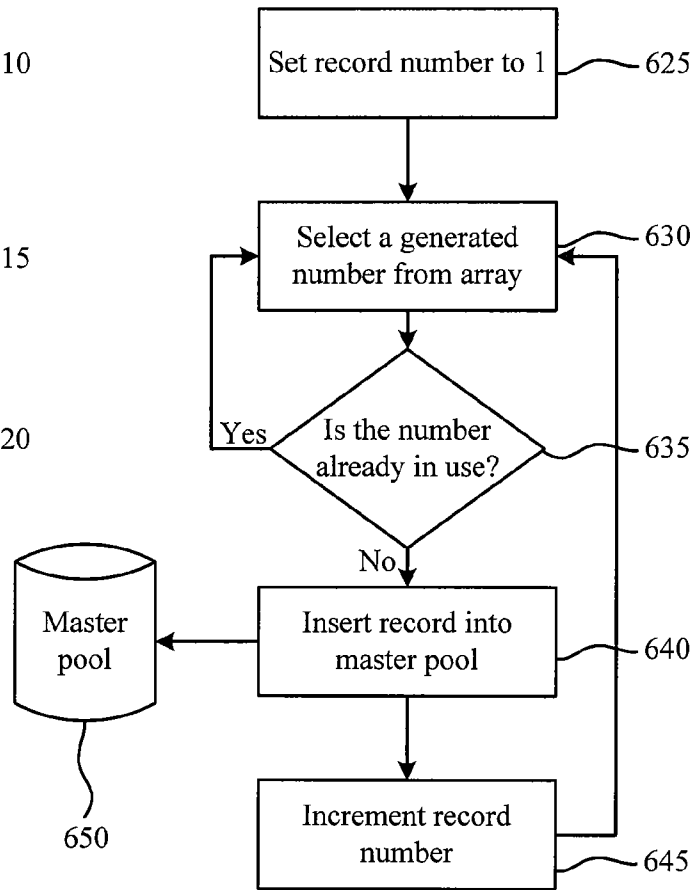 10
Set record number to 1
625
15
Select a generated
number from array
630
20
Yes
Is the number
already in use?
635
No
Master
pool
Insert record into
master pool
640
650
Increment record
number
645